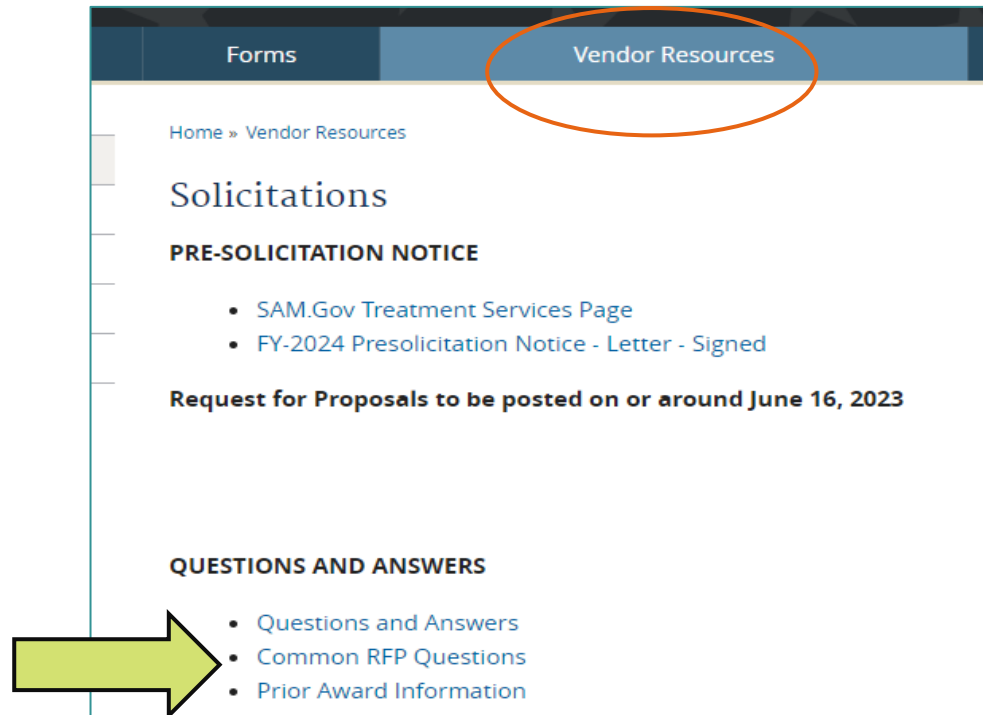 Forms
Vendor Resources
Home » Vendor Resources
Solicitations
PRE-SOLICITATION NOTICE
• SAM.Gov Treatment Services Page
• FY-2024 Presolicitation Notice - Letter - Signed
Request for Proposals to be posted on or around June 16, 2023
QUESTIONS AND ANSWERS
• Questions and Answers
• Common RFP Questions
• Prior Award Information